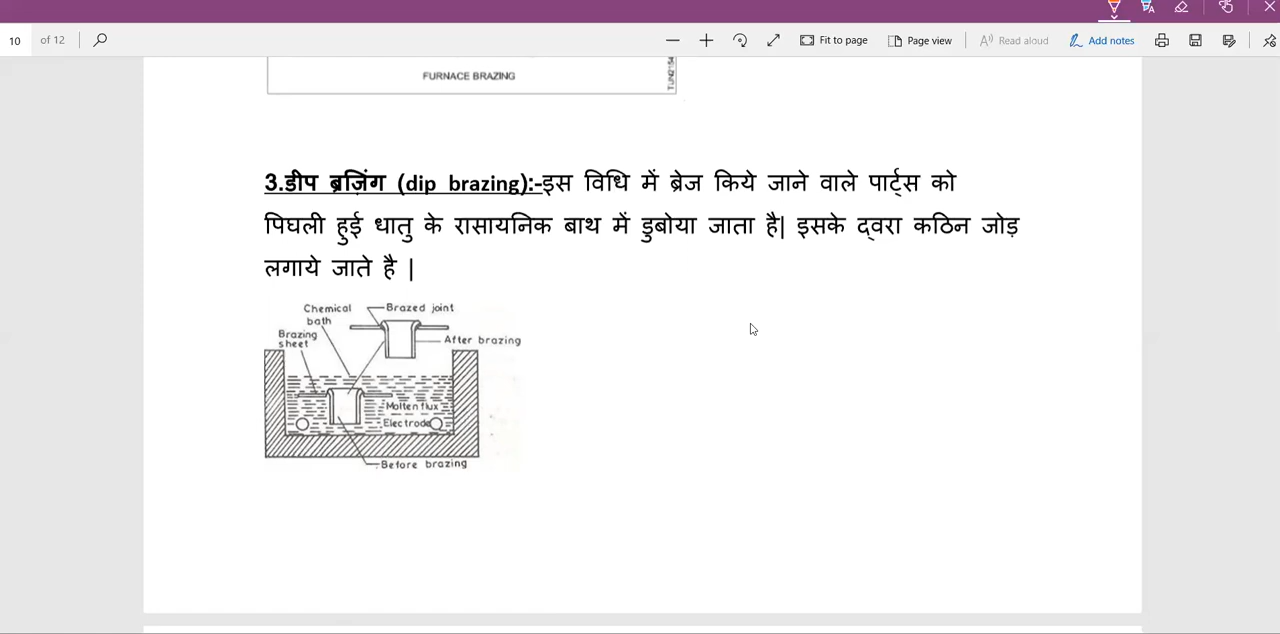 10 of 12 Fit to page Page view Read aloud Add notes
FURNACE BRAZING
3.डीप ब्रज़िंग (dip brazing):-इस विधि में ब्रेज किये जाने वाले पार्ट्स को
पिघली हुई धातु के रासायनिक बाथ में डुबोया जाता है| इसके द्वरा कठिन जोड़
लगाये जाते है |
Chemical
bath
Brazed joint
Brazing
sheet
After brazing
Molten flux
Electrode
Before brazing